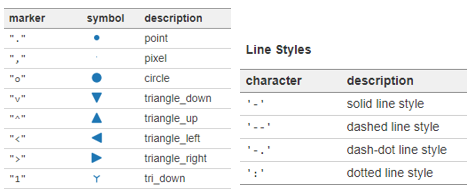 marker symbol description
"." point
"," pixel
"o" circle
"v" triangle_down
"^" triangle_up
"<" triangle_left
">" triangle_right
"1" tri_down
Line Styles
character description
'-' solid line style
'--' dashed line style
'-.' dash-dot line style
':' dotted line style